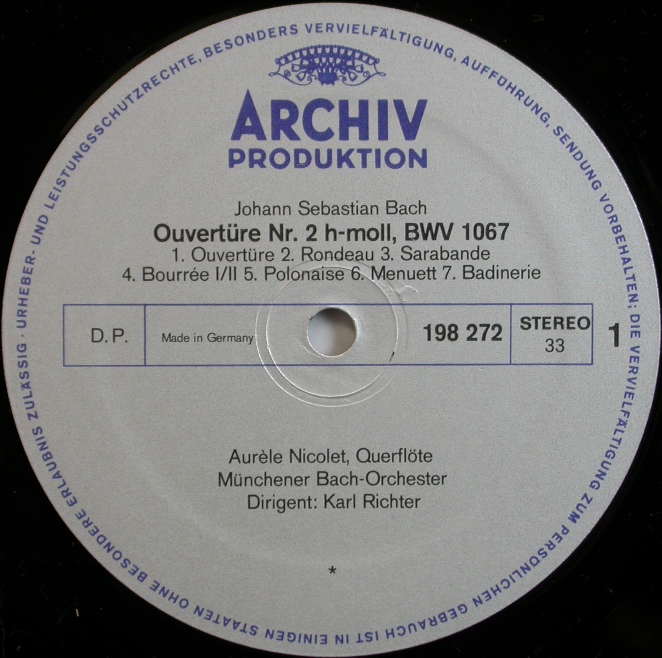 URHEBER- UND LEISTUNGSSCHUTZRECHTE, BESONDERS VERVIELFÄLTIGUNG, AUFFÜHRUNG, SENDUNG VORBEHALTEN; DIE VERVIELFÄLTIGUNG ZUM PERSÖNLICHEN GEBRAUCH IST IN EINIGEN STAATEN OHNE BESONDERE ERLAUBNIS ZULÄSSIG ·
ARCHIV
PRODUKTION
Johann Sebastian Bach
Ouvertüre Nr. 2 h-moll, BWV 1067
1. Ouvertüre 2. Rondeau 3. Sarabande
4. Bourrée I/II 5. Polonaise 6. Menuett 7. Badinerie
D.P. Made in Germany 198 272 STEREO 33 1
Aurèle Nicolet, Querflöte
Münchener Bach-Orchester
Dirigent: Karl Richter
*